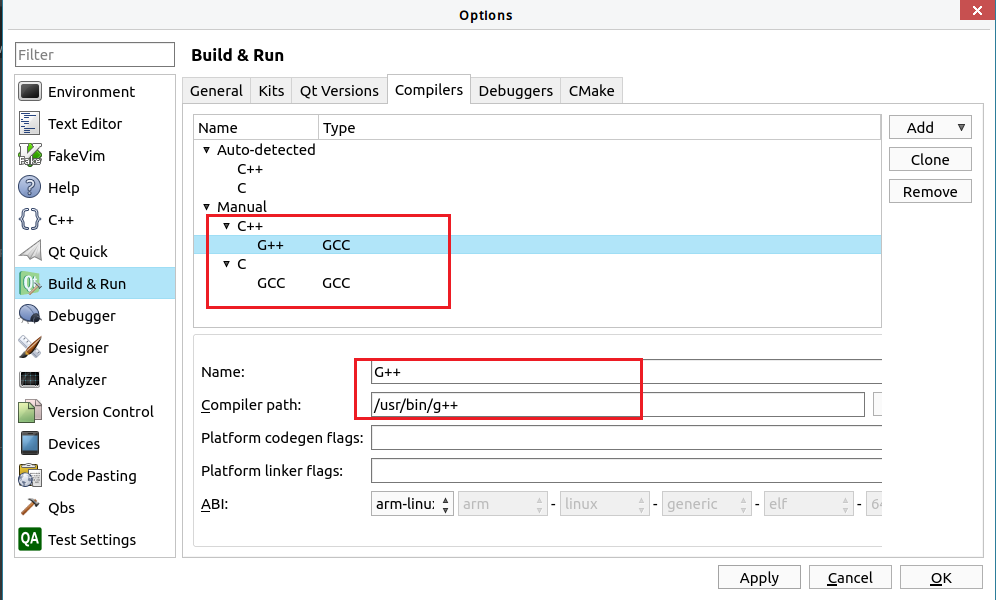 Options
Filter
Build & Run
Environment
Text Editor
FakeVim
Help
C++
Qt Quick
Build & Run
Debugger
Designer
Analyzer
Version Control
Devices
Code Pasting
Qbs
Test Settings
General Kits Qt Versions Compilers Debuggers CMake
Name Type
Auto-detected
C++
C
Manual
C++
G++ GCC
C
GCC GCC
Add
Clone
Remove
Name: G++
Compiler path: /usr/bin/g++
Platform codegen flags:
Platform linker flags:
ABI: arm-linu arm - linux - generic - elf - 64
Apply Cancel OK